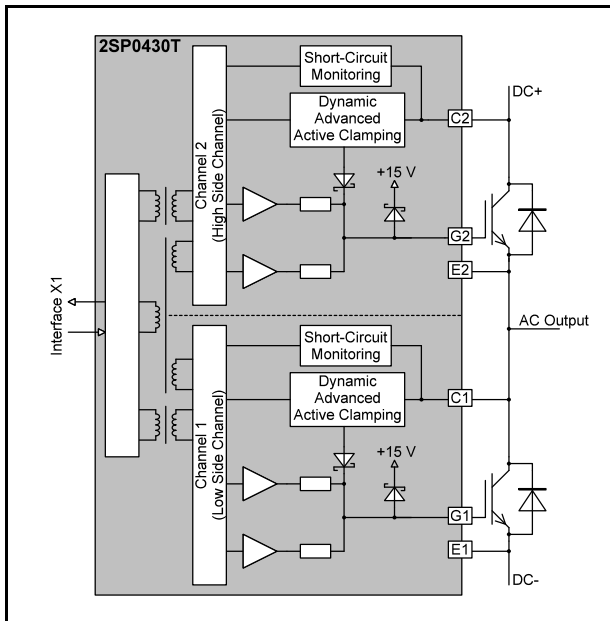 2SP0430T
Short-Circuit
Monitoring
Dynamic
Advanced
Active Clamping
Channel 2
(High Side Channel)
+15 V
C2
G2
E2
DC+
AC Output
Interface X1
Short-Circuit
Monitoring
Dynamic
Advanced
Active Clamping
Channel 1
(Low Side Channel)
+15 V
C1
G1
E1
DC-